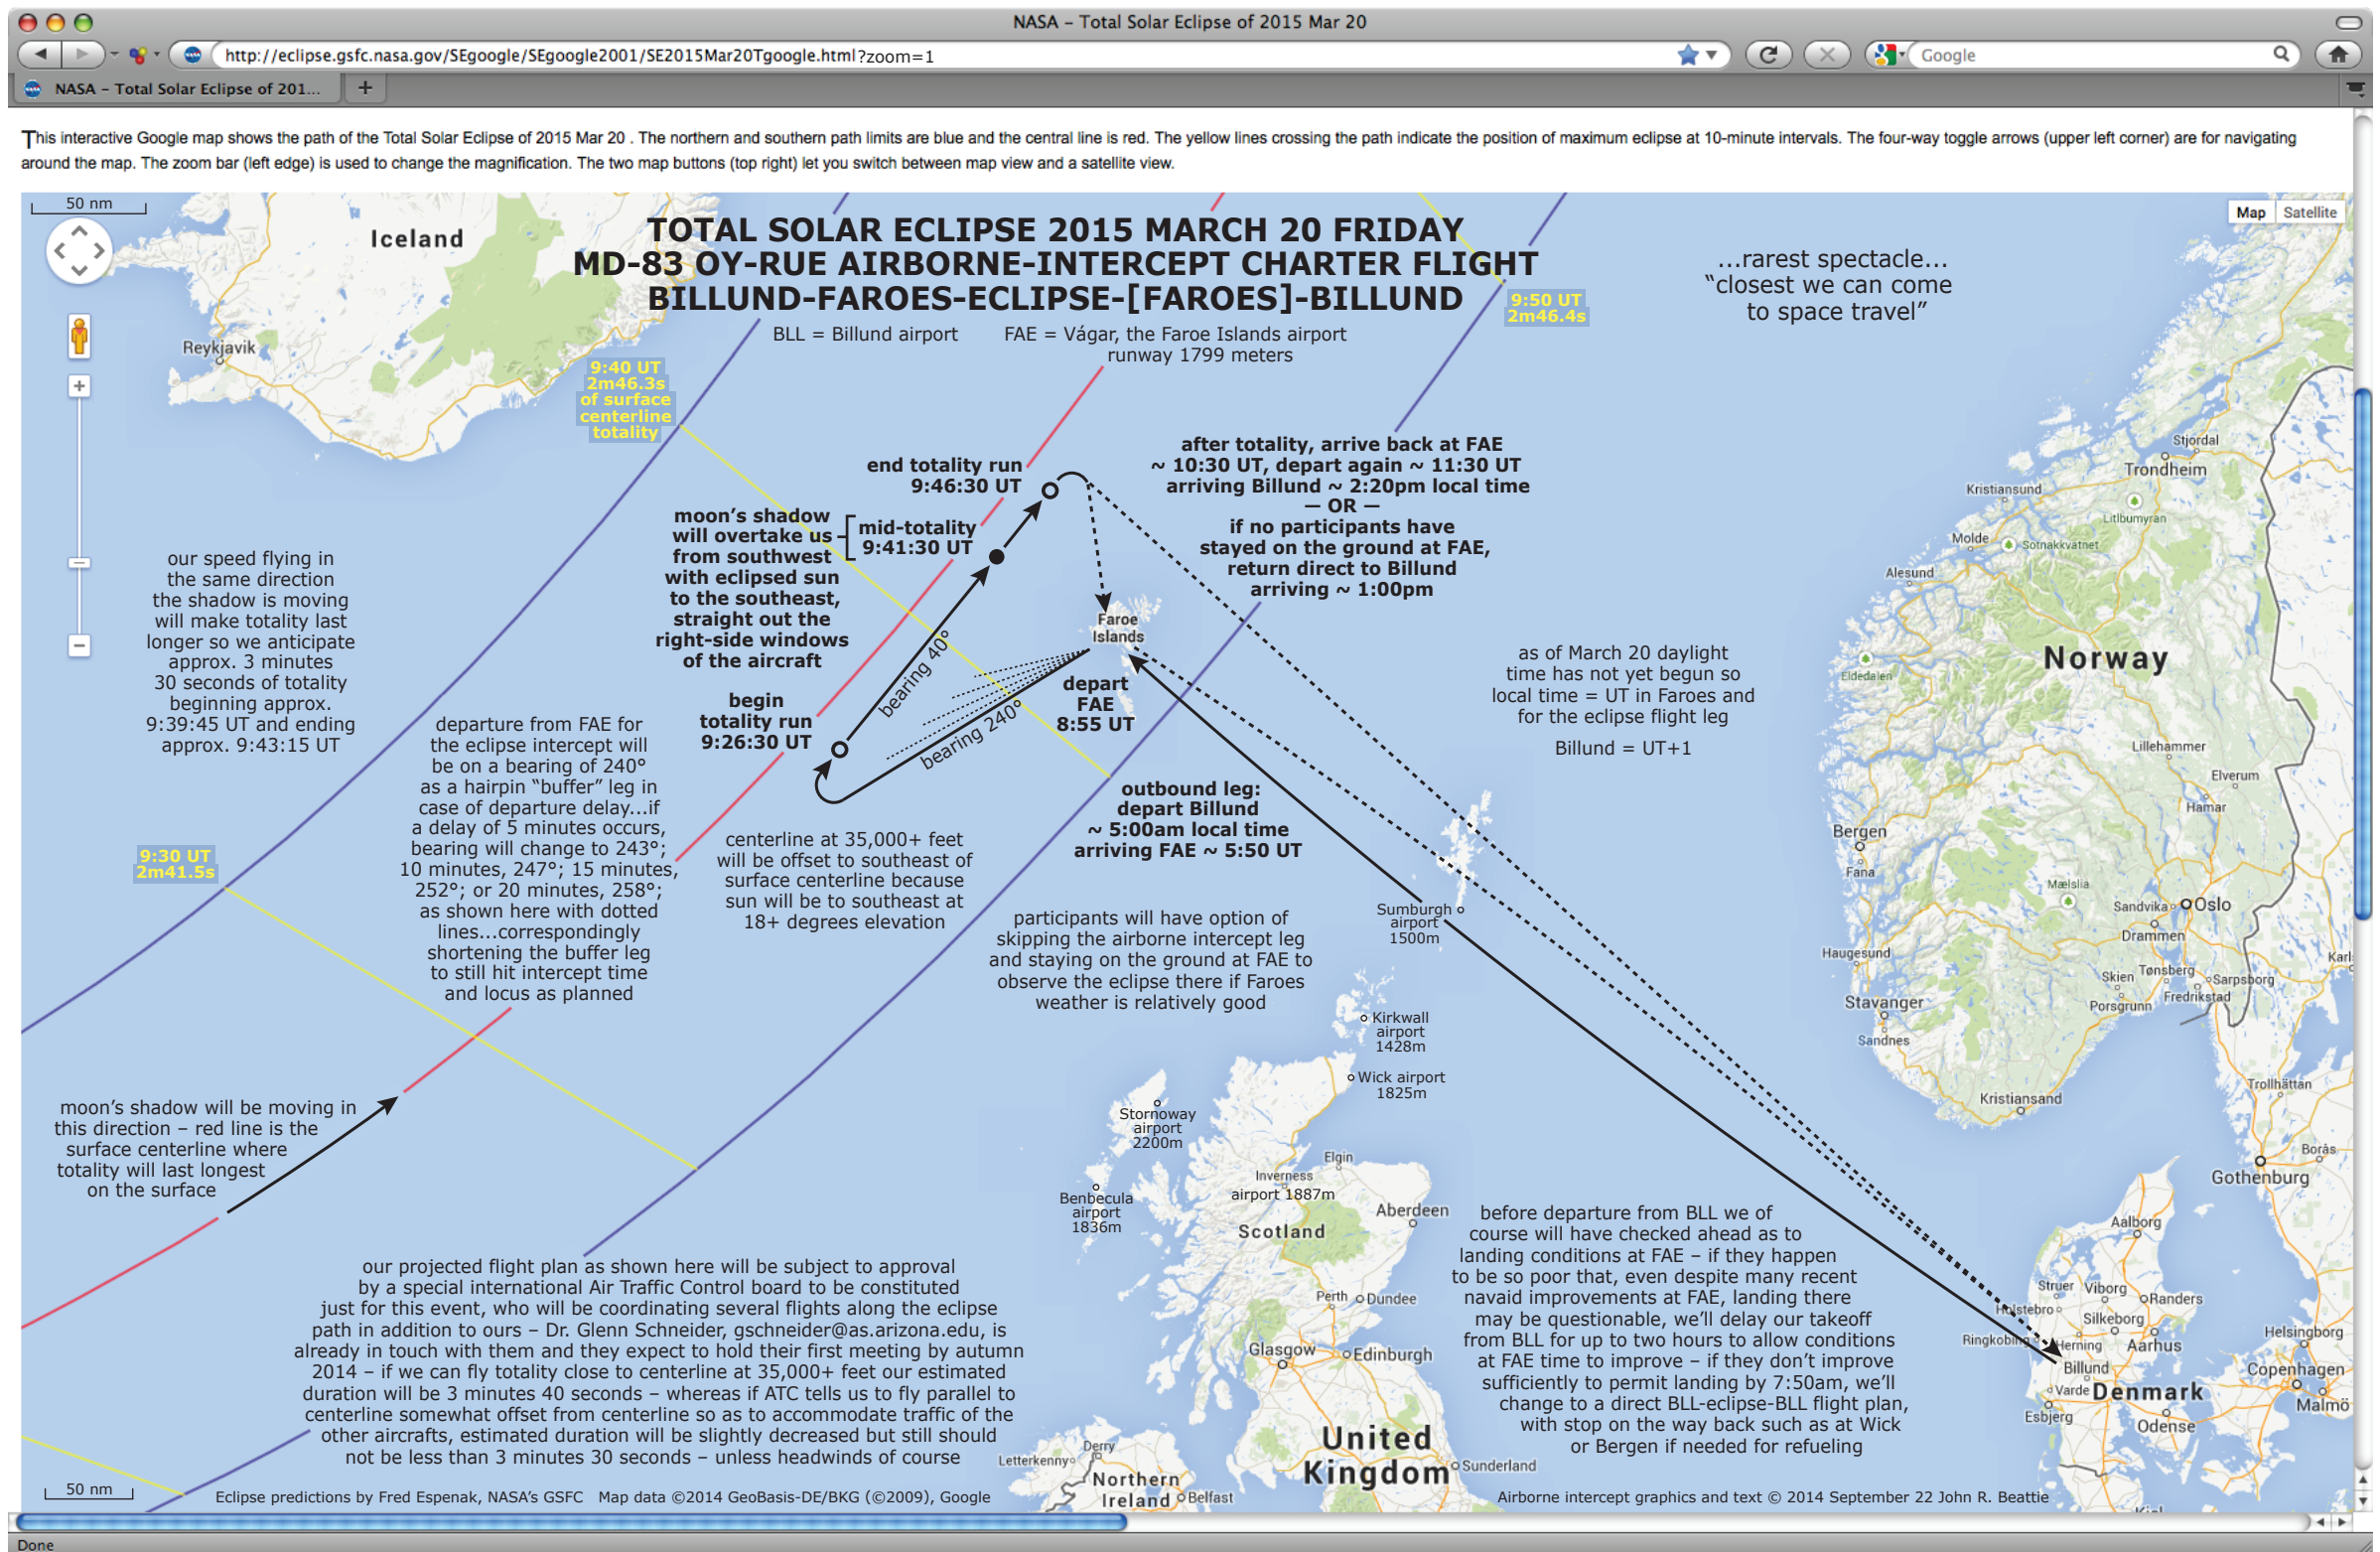 NASA – Total Solar Eclipse of 2015 Mar 20
http://eclipse.gsfc.nasa.gov/SEgoogle/SEgoogle2001/SE2015Mar20Tgoogle.html?zoom=1
Google
NASA – Total Solar Eclipse of 201...
This interactive Google map shows the path of the Total Solar Eclipse of 2015 Mar 20 . The northern and southern path limits are blue and the central line is red. The yellow lines crossing the path indicate the position of maximum eclipse at 10-minute intervals. The four-way toggle arrows (upper left corner) are for navigating
around the map. The zoom bar (left edge) is used to change the magnification. The two map buttons (top right) let you switch between map view and a satellite view.
50 nm
Map
Satellite
TOTAL SOLAR ECLIPSE 2015 MARCH 20 FRIDAY
MD-83 OY-RUE AIRBORNE-INTERCEPT CHARTER FLIGHT
BILLUND-FAROES-ECLIPSE-[FAROES]-BILLUND
BLL = Billund airport
FAE = Vágar, the Faroe Islands airport
runway 1799 meters
...rarest spectacle...
“closest we can come
to space travel”
Iceland
Reykjavik
9:50 UT
2m46.4s
9:40 UT
2m46.3s
of surface
centerline
totality
end totality run
9:46:30 UT
after totality, arrive back at FAE
~ 10:30 UT, depart again ~ 11:30 UT
arriving Billund ~ 2:20pm local time
— OR —
if no participants have
stayed on the ground at FAE,
return direct to Billund
arriving ~ 1:00pm
moon’s shadow
will overtake us
from southwest
with eclipsed sun
to the southeast,
straight out the
right-side windows
of the aircraft
mid-totality
9:41:30 UT
our speed flying in
the same direction
the shadow is moving
will make totality last
longer so we anticipate
approx. 3 minutes
30 seconds of totality
beginning approx.
9:39:45 UT and ending
approx. 9:43:15 UT
Faroe
Islands
bearing 40°
bearing 240°
depart
FAE
8:55 UT
begin
totality run
9:26:30 UT
as of March 20 daylight
time has not yet begun so
local time = UT in Faroes and
for the eclipse flight leg
Billund = UT+1
departure from FAE for
the eclipse intercept will
be on a bearing of 240°
as a hairpin “buffer” leg in
case of departure delay...if
a delay of 5 minutes occurs,
bearing will change to 243°;
10 minutes, 247°; 15 minutes,
252°; or 20 minutes, 258°;
as shown here with dotted
lines...correspondingly
shortening the buffer leg
to still hit intercept time
and locus as planned
outbound leg:
depart Billund
~ 5:00am local time
arriving FAE ~ 5:50 UT
centerline at 35,000+ feet
will be offset to southeast of
surface centerline because
sun will be to southeast at
18+ degrees elevation
9:30 UT
2m41.5s
participants will have option of
skipping the airborne intercept leg
and staying on the ground at FAE to
observe the eclipse there if Faroes
weather is relatively good
Sumburgh
airport
1500m
Kirkwall
airport
1428m
Wick airport
1825m
Stornoway
airport
2200m
Benbecula
airport
1836m
Elgin
Inverness
airport 1887m
Aberdeen
Scotland
Perth
Dundee
Glasgow
Edinburgh
United
Kingdom
Sunderland
Derry
Letterkenny
Northern
Ireland
Belfast
moon’s shadow will be moving in
this direction – red line is the
surface centerline where
totality will last longest
on the surface
our projected flight plan as shown here will be subject to approval
by a special international Air Traffic Control board to be constituted
just for this event, who will be coordinating several flights along the eclipse
path in addition to ours – Dr. Glenn Schneider, gschneider@as.arizona.edu, is
already in touch with them and they expect to hold their first meeting by autumn
2014 – if we can fly totality close to centerline at 35,000+ feet our estimated
duration will be 3 minutes 40 seconds – whereas if ATC tells us to fly parallel to
centerline somewhat offset from centerline so as to accommodate traffic of the
other aircrafts, estimated duration will be slightly decreased but still should
not be less than 3 minutes 30 seconds – unless headwinds of course
before departure from BLL we of
course will have checked ahead as to
landing conditions at FAE – if they happen
to be so poor that, even despite many recent
navaid improvements at FAE, landing there
may be questionable, we’ll delay our takeoff
from BLL for up to two hours to allow conditions
at FAE time to improve – if they don’t improve
sufficiently to permit landing by 7:50am, we’ll
change to a direct BLL-eclipse-BLL flight plan,
with stop on the way back such as at Wick
or Bergen if needed for refueling
Stjordal
Trondheim
Kristiansund
Litlbumyran
Molde
Sotnakkvatnet
Alesund
Eldedalen
Norway
Lillehammer
Elverum
Hamar
Bergen
Fana
Mælslia
Sandvika
Oslo
Drammen
Haugesund
Skien
Tønsberg
Sarpsborg
Karl
Stavanger
Porsgrunn
Fredrikstad
Sandnes
Kristiansand
Trollhättan
Borås
Gothenburg
Aalborg
Struer
Viborg
Randers
Holstebro
Silkeborg
Ringkobing
Herning
Aarhus
Helsingborg
Billund
Copenhagen
Varde
Denmark
Malmö
Esbjerg
Odense
50 nm
Eclipse predictions by Fred Espenak, NASA’s GSFC
Map data ©2014 GeoBasis-DE/BKG (©2009), Google
Airborne intercept graphics and text © 2014 September 22 John R. Beattie
Done